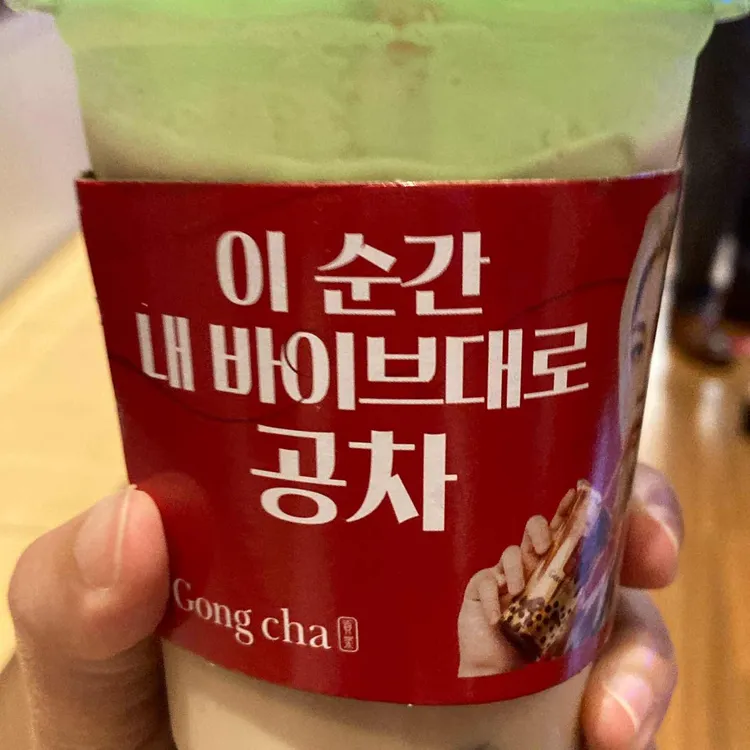 이 순간
내 바이브대로
공차
Gong cha